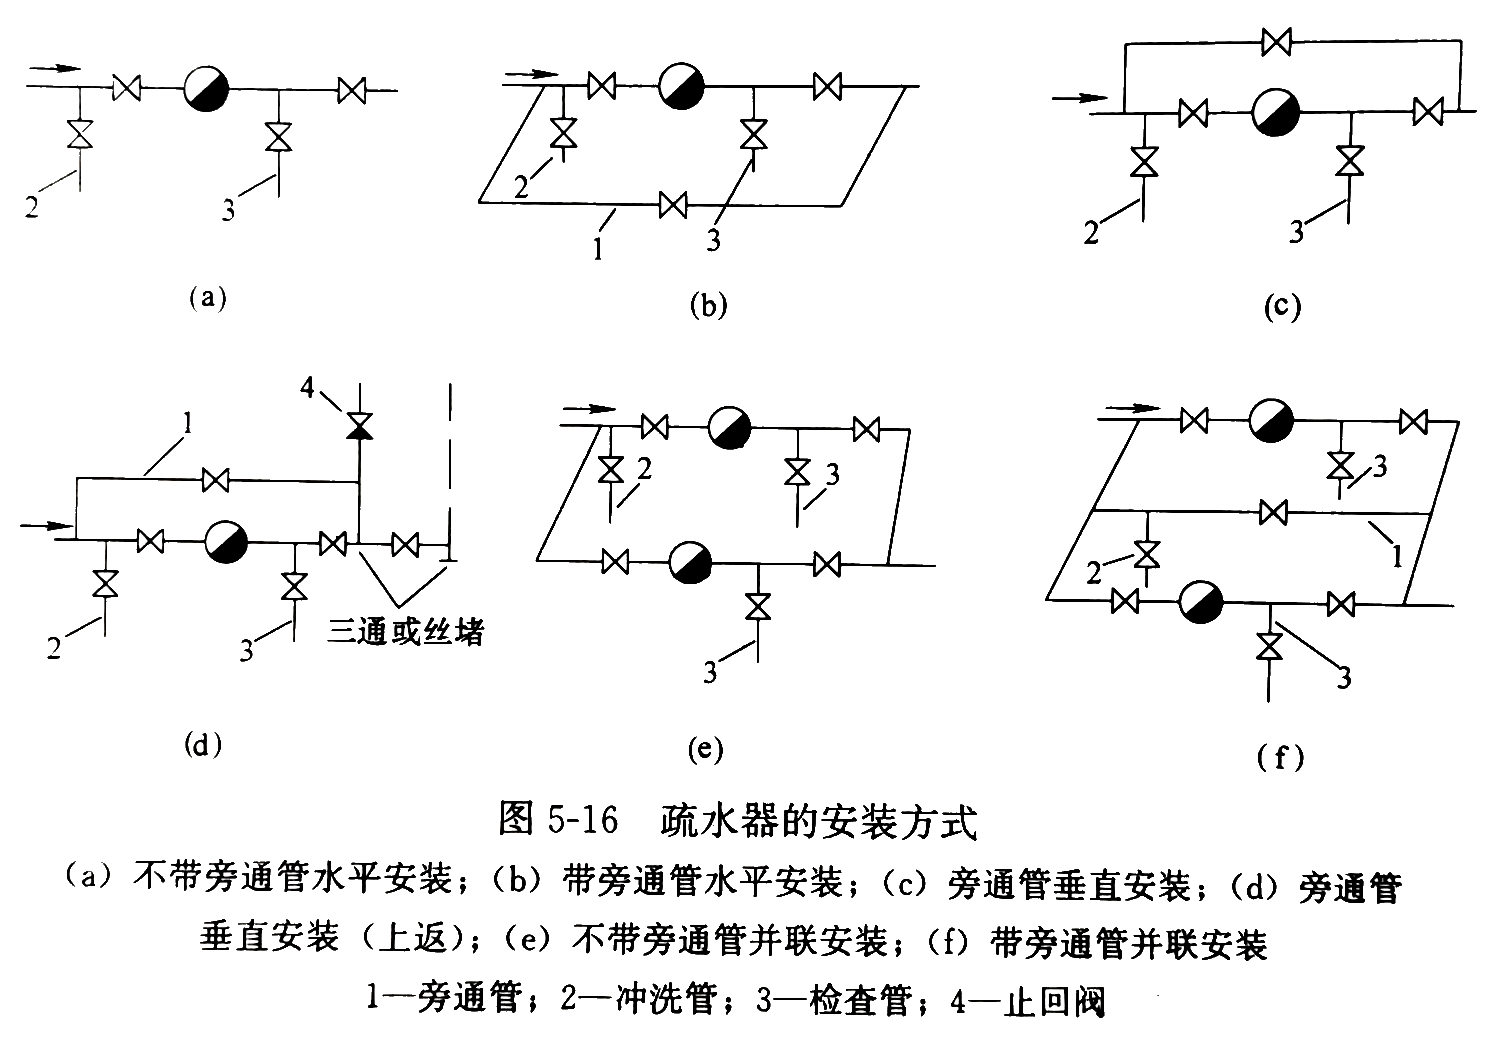 2
3
(a)
2
1
3
(b)
2
3
(c)
1
4
2
3
三通或丝堵
(d)
2
3
3
(e)
3
1
2
3
(f)
图 5-16 疏水器的安装方式
(a) 不带旁通管水平安装；(b) 带旁通管水平安装；(c) 旁通管垂直安装；(d) 旁通管
垂直安装（上返）；(e) 不带旁通管并联安装；(f) 带旁通管并联安装
1—旁通管；2—冲洗管；3—检查管；4—止回阀